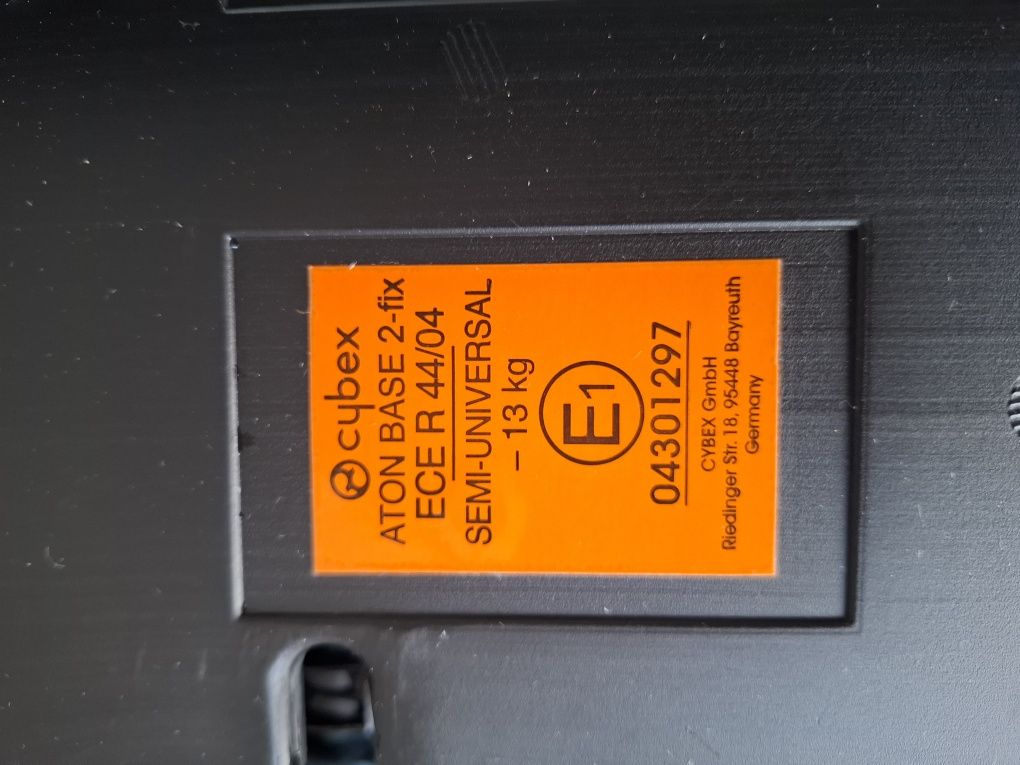 cybex
ATON BASE 2-fix
ECE R 44/04
SEMI-UNIVERSAL
– 13 kg
E1
04301297
CYBEX GmbH
Riedinger Str. 18, 95448 Bayreuth
Germany